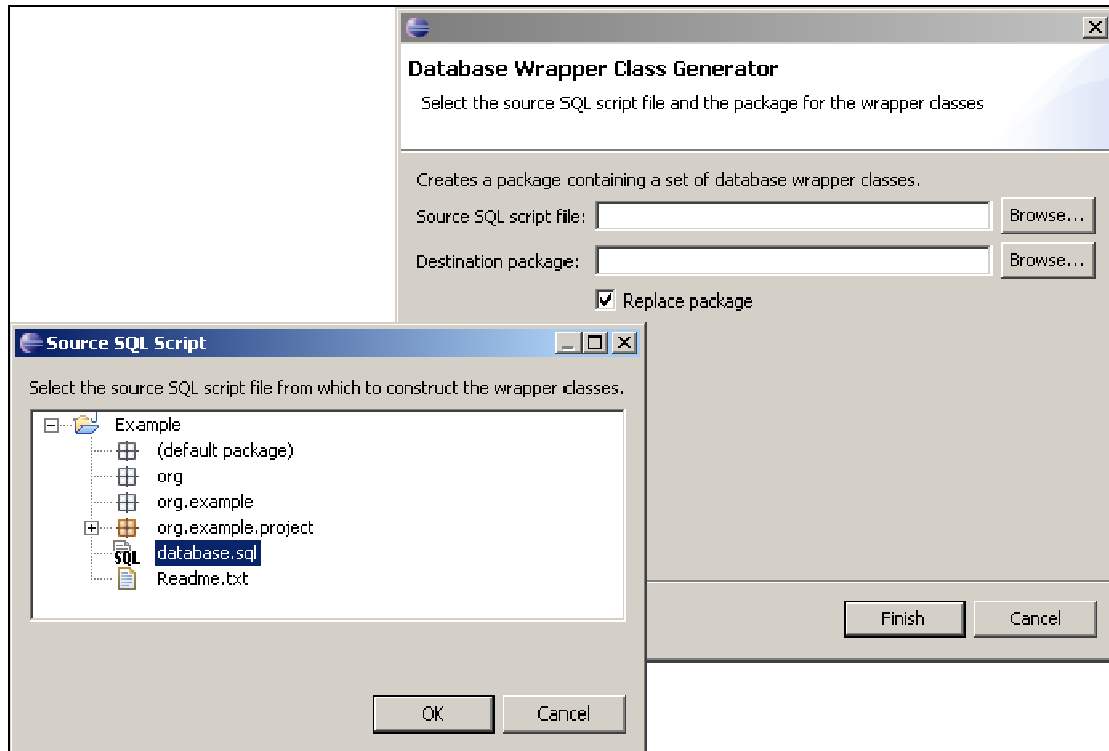 Database Wrapper Class Generator
Select the source SQL script file and the package for the wrapper classes
Creates a package containing a set of database wrapper classes.
Source SQL script file: Browse...
Destination package: Browse...
Replace package
Finish Cancel
Source SQL Script
Select the source SQL script file from which to construct the wrapper classes.
Example
(default package)
org
org.example
org.example.project
SQL database.sql
Readme.txt
OK Cancel